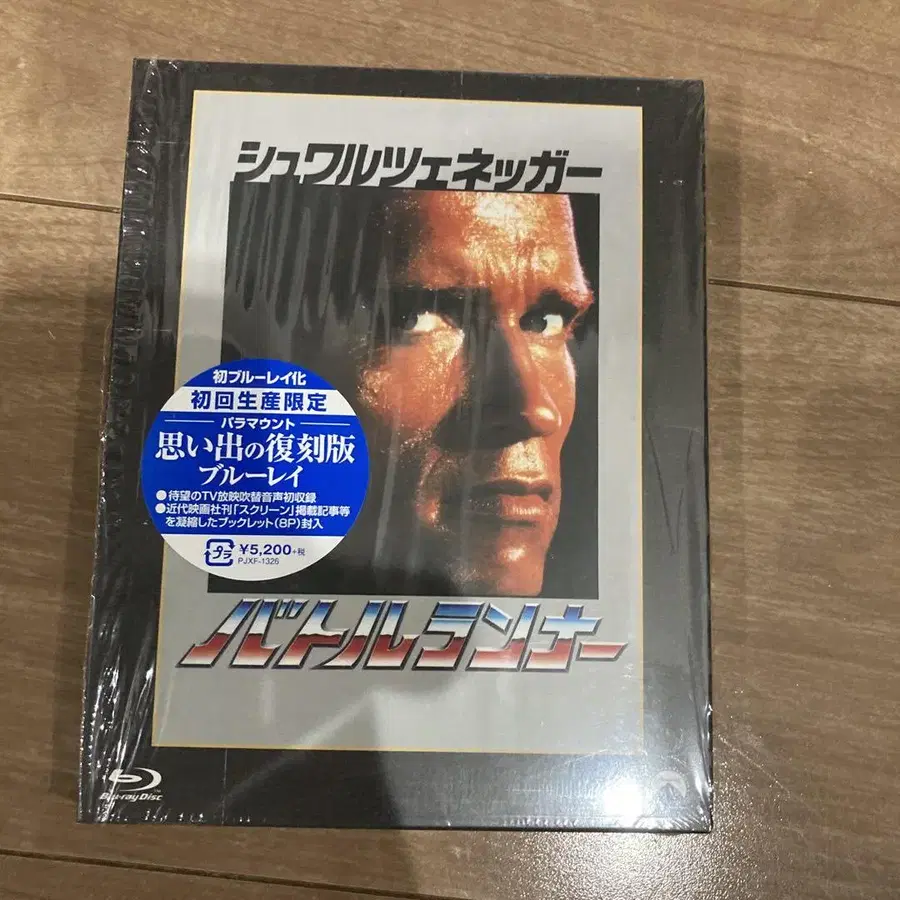 シュワルツェネッガー
初ブルーレイ化
初回生産限定
パラマウント
思い出の復刻版
ブルーレイ
●待望のTV放映吹替音声初収録
●近代映画社刊「スクリーン」掲載記事等
を凝縮したブックレット(8P)封入
プラ
¥5,200+税
PJXF-1326
バトルランナー
Blu-ray Disc